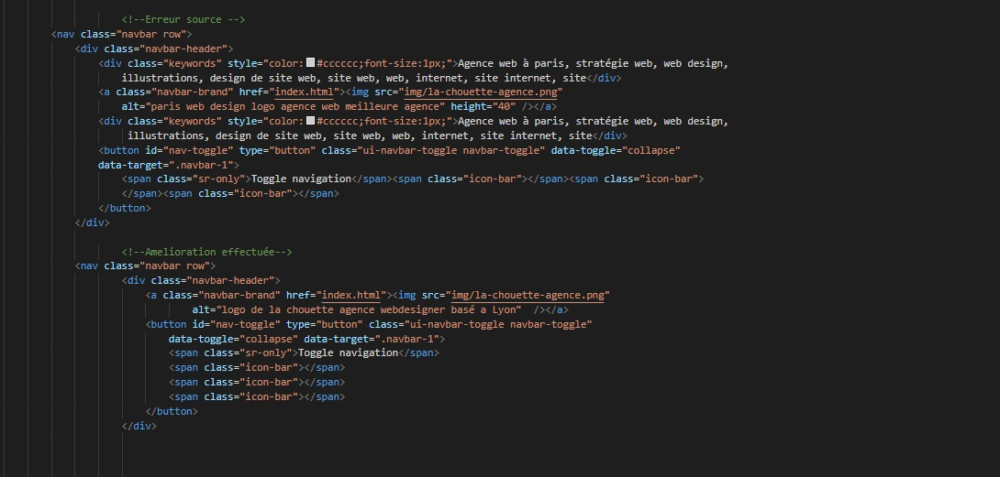 <!--Erreur source -->
<nav class="navbar row">
<div class="navbar-header">
<div class="keywords" style="color:#cccccc;font-size:1px;">Agence web à paris, stratégie web, web design,
illustrations, design de site web, site web, web, internet, site internet, site</div>
<a class="navbar-brand" href="index.html"><img src="img/la-chouette-agence.png"
alt="paris web design logo agence web meilleure agence" height="40" /></a>
<div class="keywords" style="color:#cccccc;font-size:1px;">Agence web à paris, stratégie web, web design,
illustrations, design de site web, site web, web, internet, site internet, site</div>
<button id="nav-toggle" type="button" class="ui-navbar-toggle navbar-toggle" data-toggle="collapse"
data-target=".navbar-1">
<span class="sr-only">Toggle navigation</span><span class="icon-bar"></span><span class="icon-bar">
</span><span class="icon-bar"></span>
</button>
</div>
<!--Amelioration effectuée-->
<nav class="navbar row">
<div class="navbar-header">
<a class="navbar-brand" href="index.html"><img src="img/la-chouette-agence.png"
alt="logo de la chouette agence webdesigner basé a Lyon"  /></a>
<button id="nav-toggle" type="button" class="ui-navbar-toggle navbar-toggle"
data-toggle="collapse" data-target=".navbar-1">
<span class="sr-only">Toggle navigation</span>
<span class="icon-bar"></span>
<span class="icon-bar"></span>
<span class="icon-bar"></span>
</button>
</div>